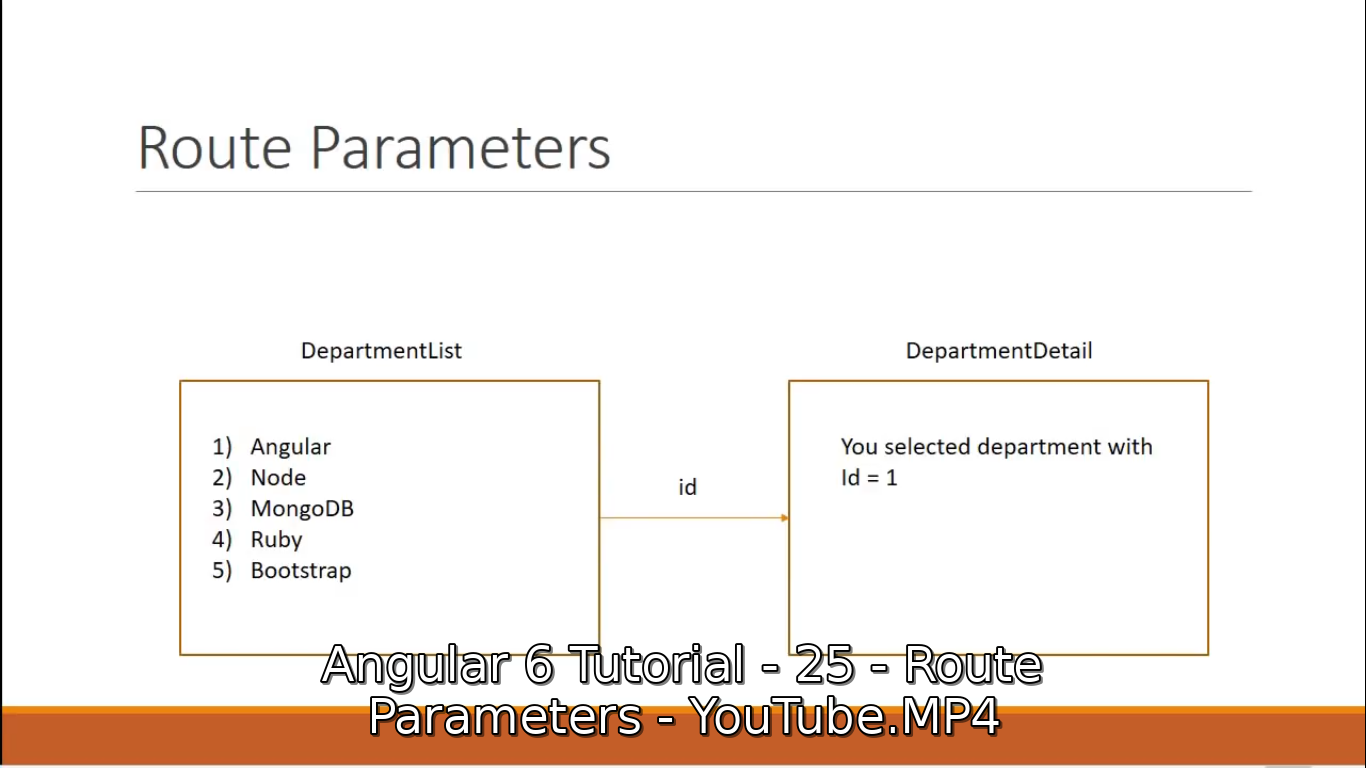 Route Parameters
DepartmentList
DepartmentDetail
1) Angular
2) Node
3) MongoDB
4) Ruby
5) Bootstrap
id
You selected department with
Id = 1
Angular 6 Tutorial - 25 - Route
Parameters - YouTube.MP4